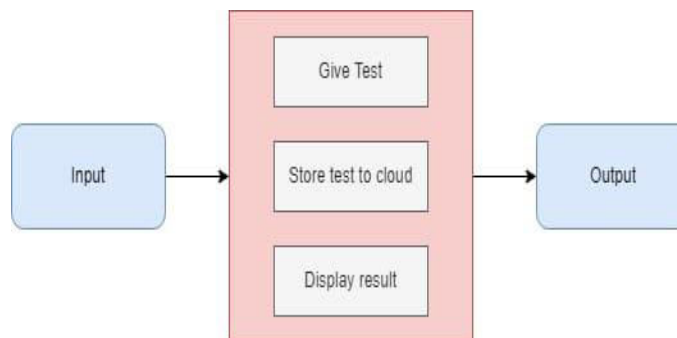 Give Test
Input
Store test to cloud
Output
Display result